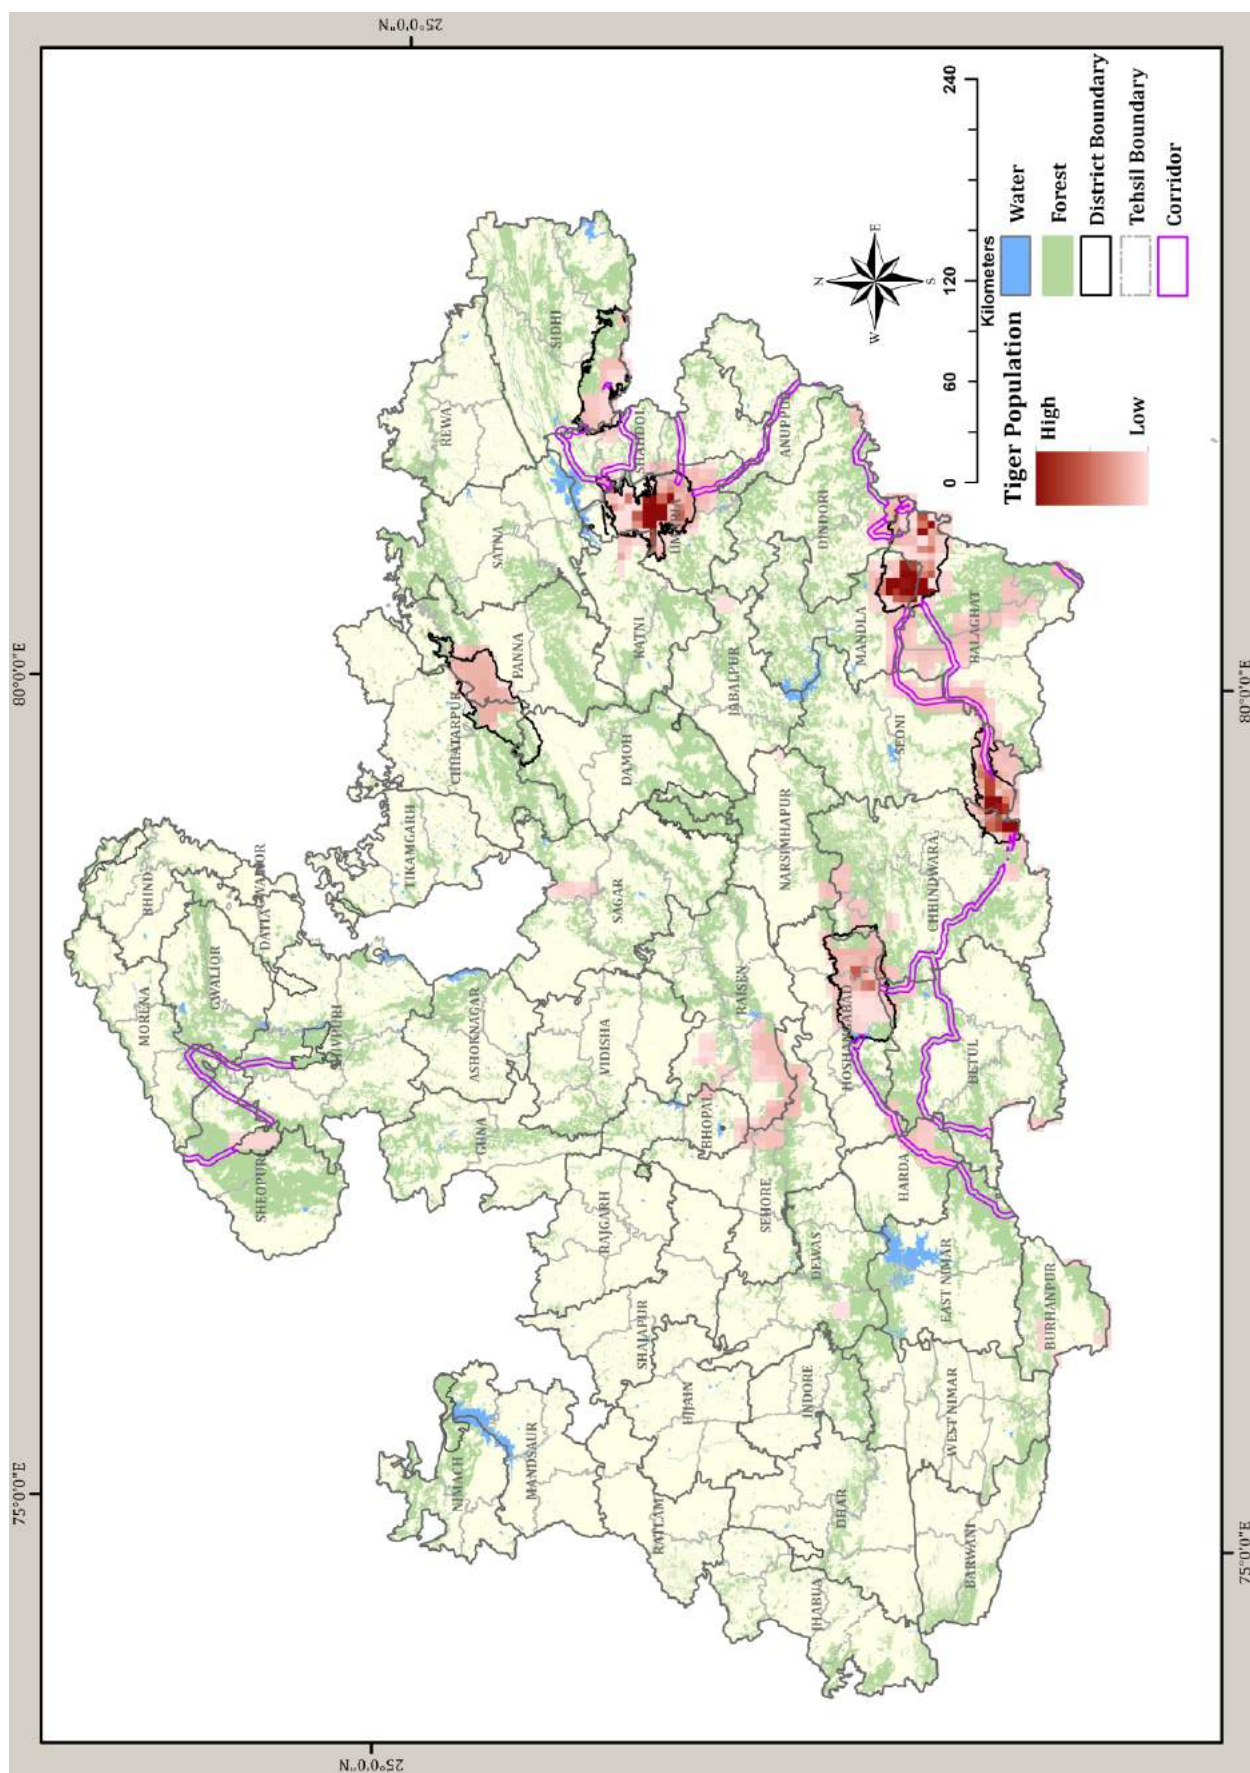 25°0'0"N
80°0'0"E
75°0'0"E
25°0'0"N
80°0'0"E
75°0'0"E
BHIND
MORENA
GWALIOR
DATIA
SHEOPUR
SHIVPURI
TIKAMGARH
CHHATARPUR
PANNA
SATNA
REWA
SIDHI
SHAHDOL
UMARIA
ANUPPUR
DINDORI
KATNI
JABALPUR
DAMOH
SAGAR
ASHOKNAGAR
GUNA
VIDISHA
RAISEN
BHOPAL
SEHORE
RAJGARH
SHAJAPUR
UJJAIN
NIMACH
MANDSAUR
RATLAM
JHABUA
DHAR
INDORE
DEWAS
HARDA
HOSHANGABAD
NARSIMHAPUR
MANDLA
SEONI
BALAGHAT
CHHINDWARA
BETUL
EAST NIMAR
WEST NIMAR
BARWANI
BURHANPUR
N
E
S
W
0
60
120
240
Kilometers
Tiger Population
High
Low
Water
Forest
District Boundary
Tehsil Boundary
Corridor